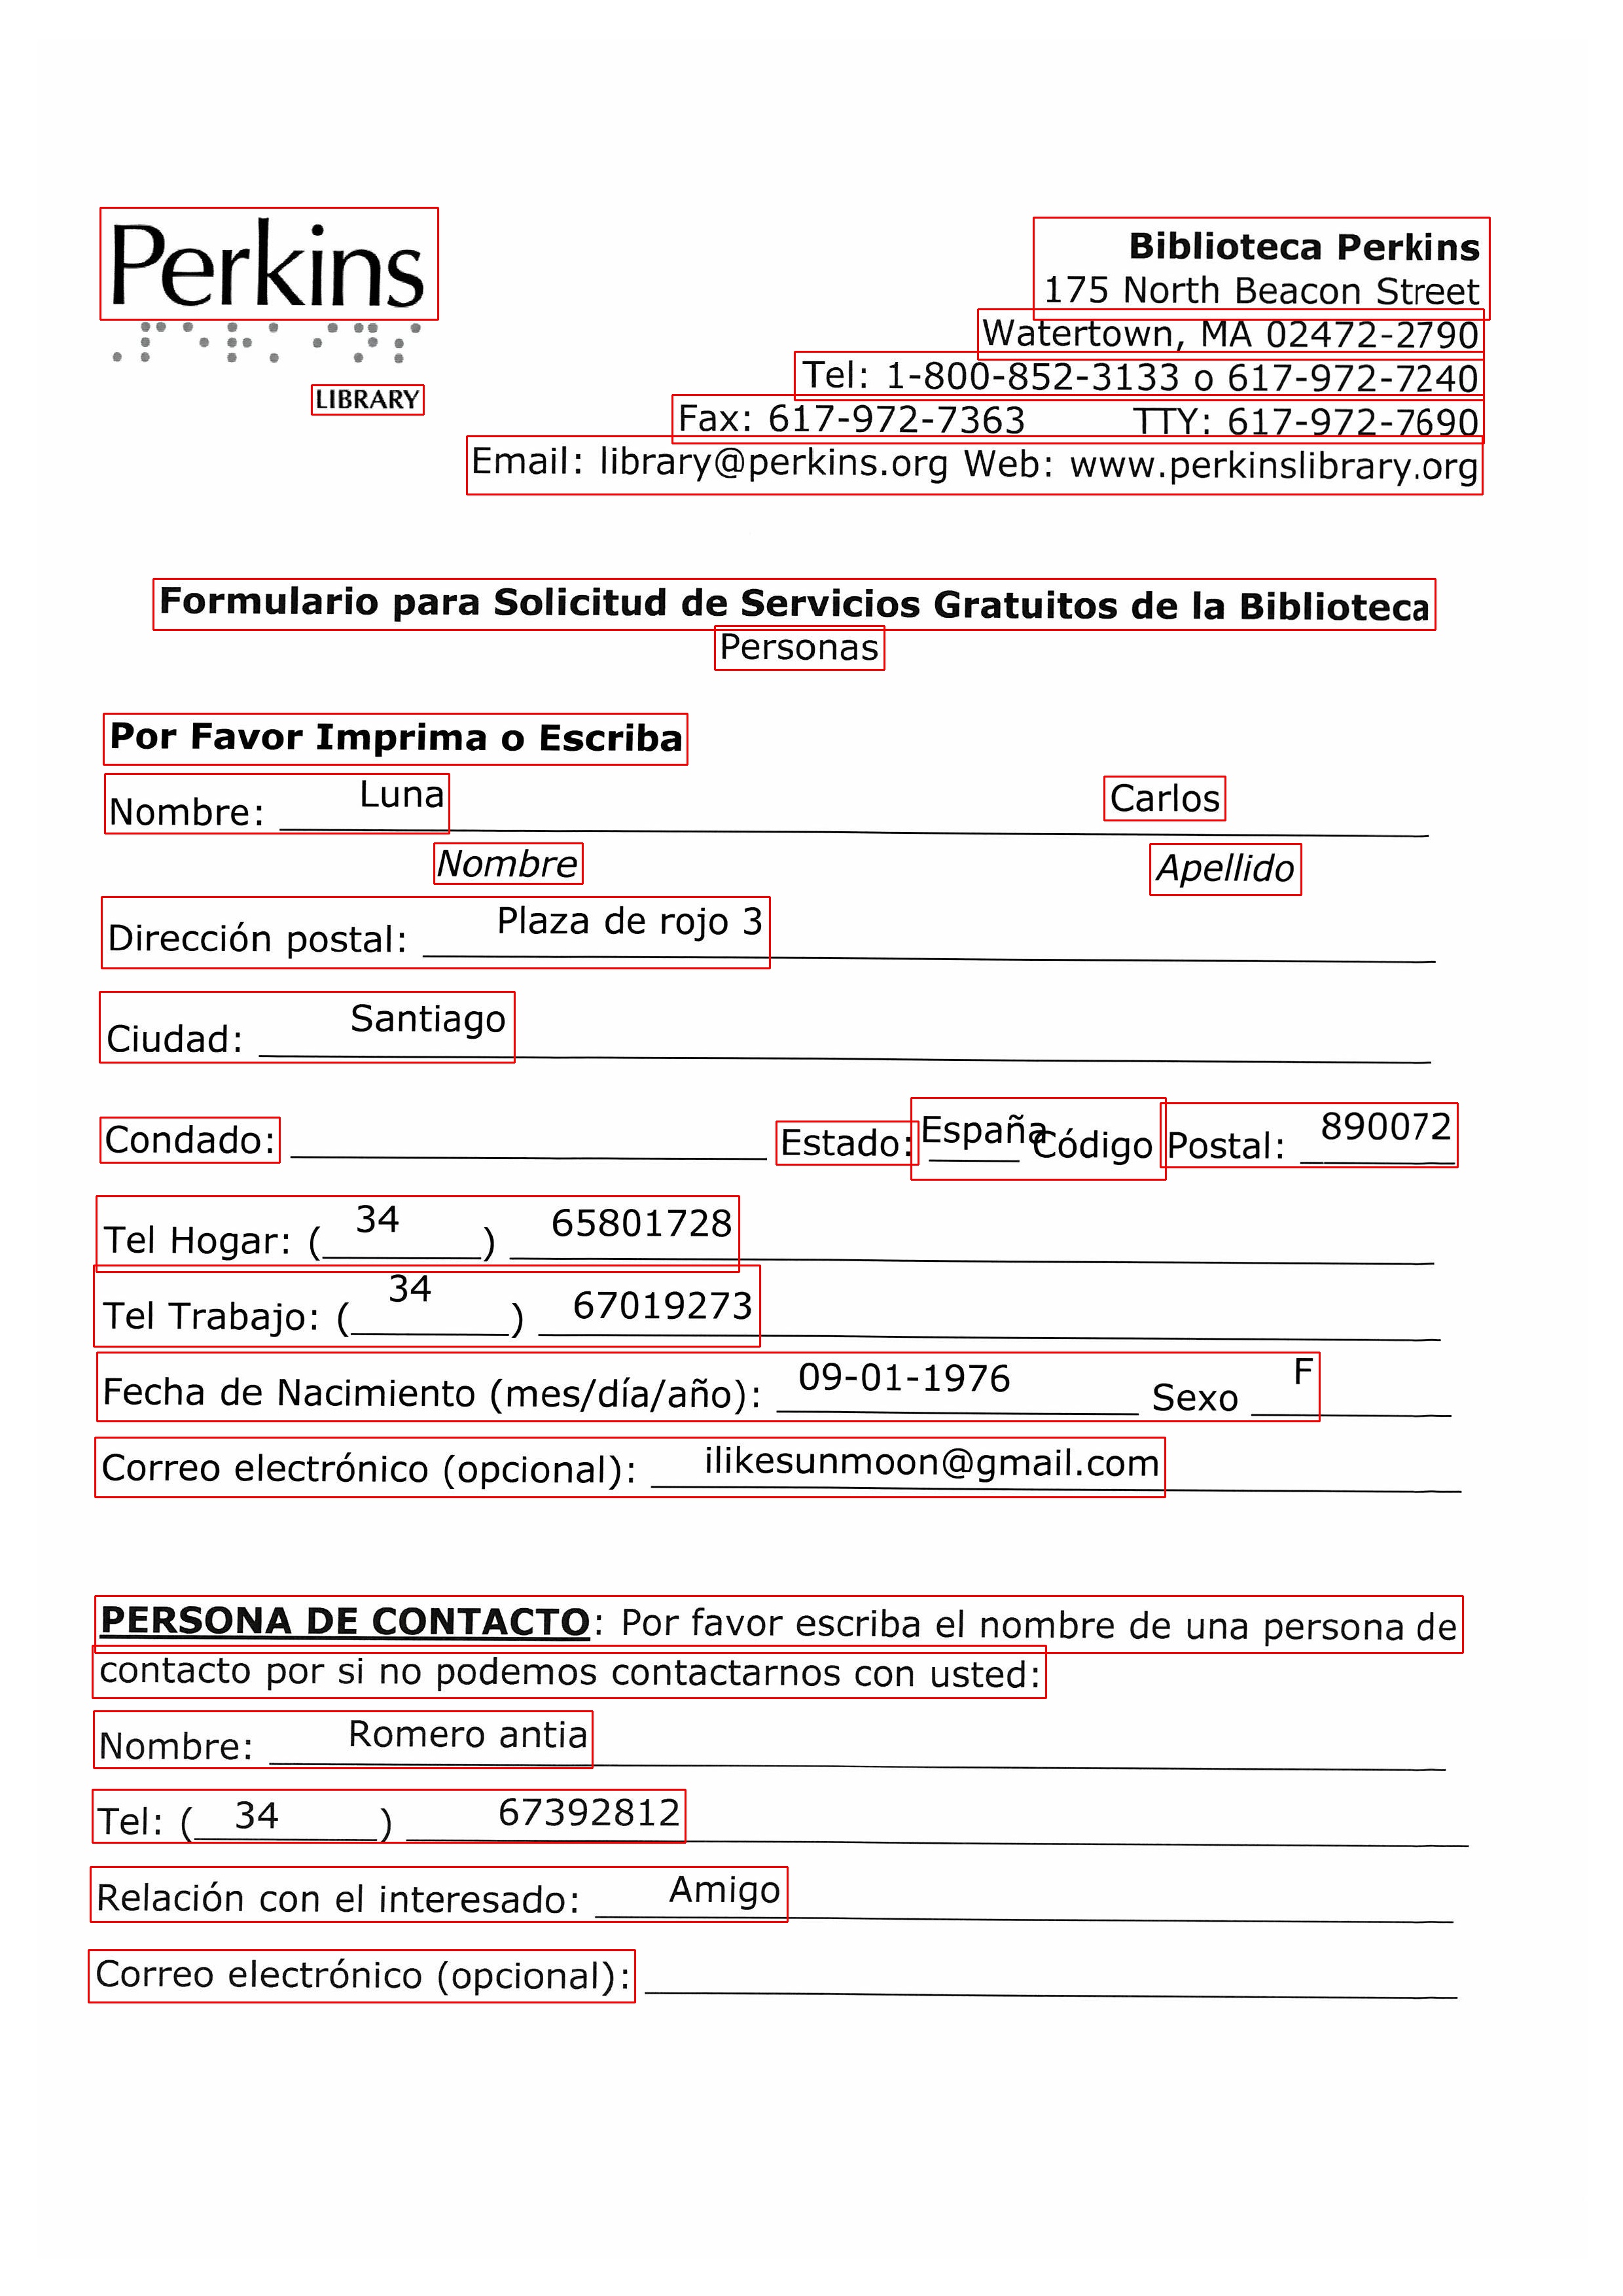 Perkins
LIBRARY
Biblioteca Perkins
175 North Beacon Street
Watertown, MA 02472-2790
Tel: 1-800-852-3133 o 617-972-7240
Fax: 617-972-7363 TTY: 617-972-7690
Email: library@perkins.org Web: www.perkinslibrary.org
Formulario para Solicitud de Servicios Gratuitos de la Biblioteca
Personas
Por Favor Imprima o Escriba
Nombre: Luna Carlos
Nombre Apellido
Dirección postal: Plaza de rojo 3
Ciudad: Santiago
Condado: Estado: España Código Postal: 890072
Tel Hogar: ( 34 ) 65801728
Tel Trabajo: ( 34 ) 67019273
Fecha de Nacimiento (mes/día/año): 09-01-1976 Sexo F
Correo electrónico (opcional): ilikesunmoon@gmail.com
PERSONA DE CONTACTO: Por favor escriba el nombre de una persona de
contacto por si no podemos contactarnos con usted:
Nombre: Romero antia
Tel: ( 34 ) 67392812
Relación con el interesado: Amigo
Correo electrónico (opcional):